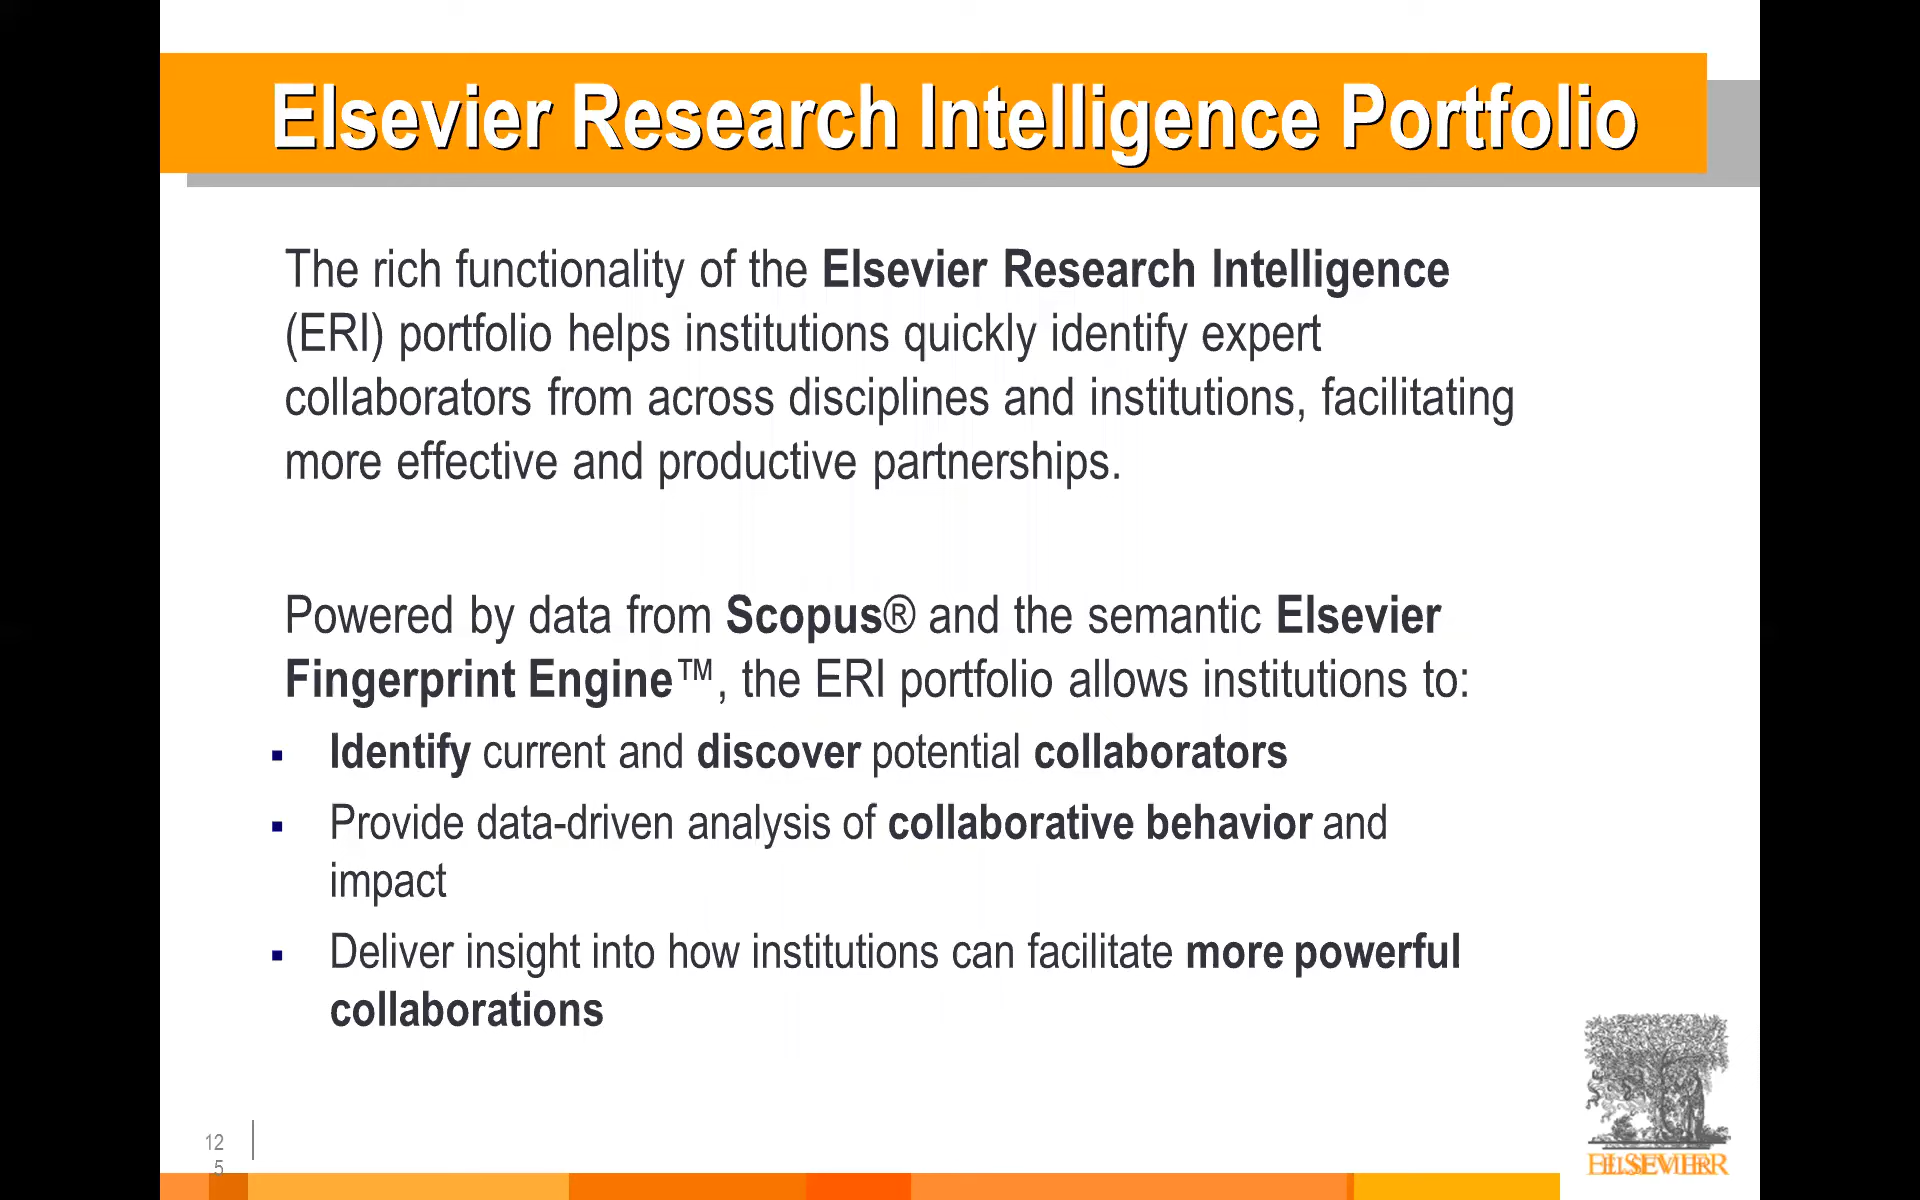 Elsevier Research Intelligence Portfolio
The rich functionality of the Elsevier Research Intelligence
(ERI) portfolio helps institutions quickly identify expert
collaborators from across disciplines and institutions, facilitating
more effective and productive partnerships.
Powered by data from Scopus® and the semantic Elsevier
Fingerprint Engine™, the ERI portfolio allows institutions to:
▪ Identify current and discover potential collaborators
▪ Provide data-driven analysis of collaborative behavior and
impact
▪ Deliver insight into how institutions can facilitate more powerful
collaborations
12
5
ELSEVIER